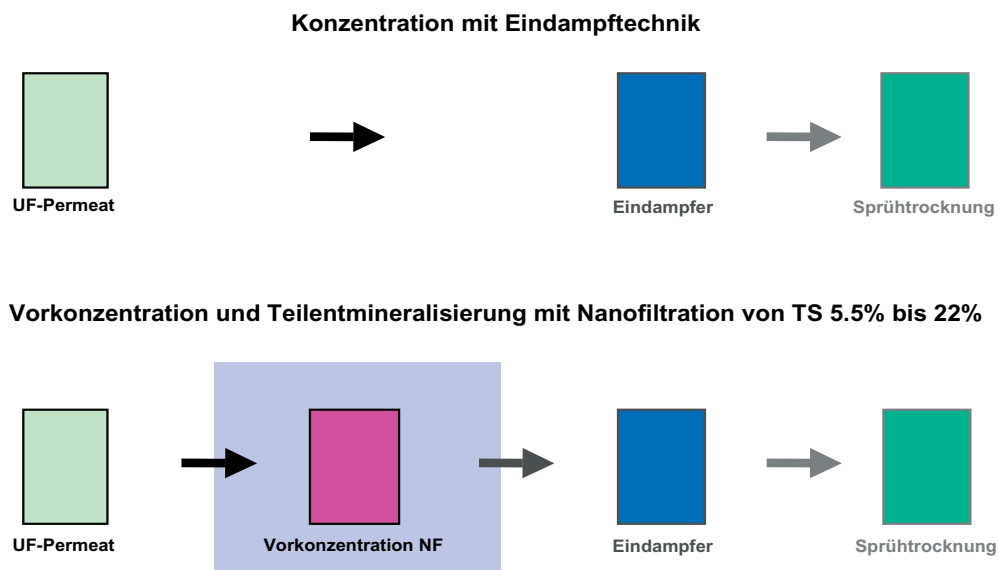 Konzentration mit Eindampftechnik
UF-Permeat
Eindampfer
Sprühtrocknung
Vorkonzentration und Teilentmineralisierung mit Nanofiltration von TS 5.5% bis 22%
UF-Permeat
Vorkonzentration NF
Eindampfer
Sprühtrocknung